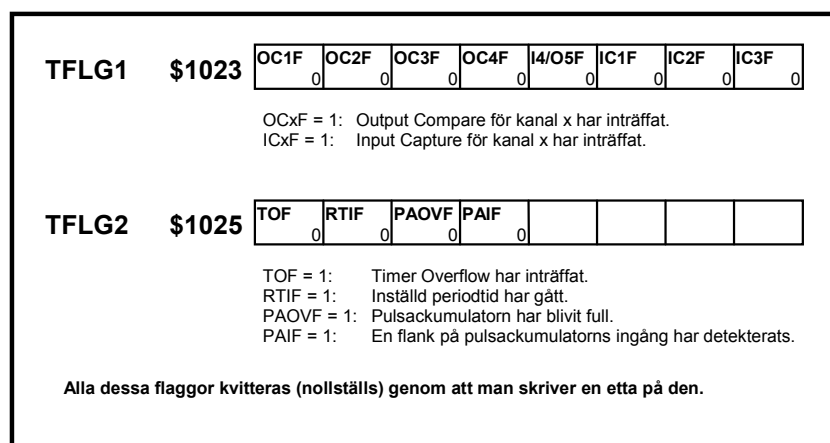 TFLG1 $1023 OC1F 0 OC2F 0 OC3F 0 OC4F 0 I4/O5F 0 IC1F 0 IC2F 0 IC3F 0
OCxF = 1: Output Compare för kanal x har inträffat.
ICxF = 1: Input Capture för kanal x har inträffat.
TFLG2 $1025 TOF 0 RTIF 0 PAOVF 0 PAIF 0
TOF = 1: Timer Overflow har inträffat.
RTIF = 1: Inställd periodtid har gått.
PAOVF = 1: Pulsackumulatorn har blivit full.
PAIF = 1: En flank på pulsackumulatorns ingång har detekterats.
Alla dessa flaggor kvitteras (nollställs) genom att man skriver en etta på den.